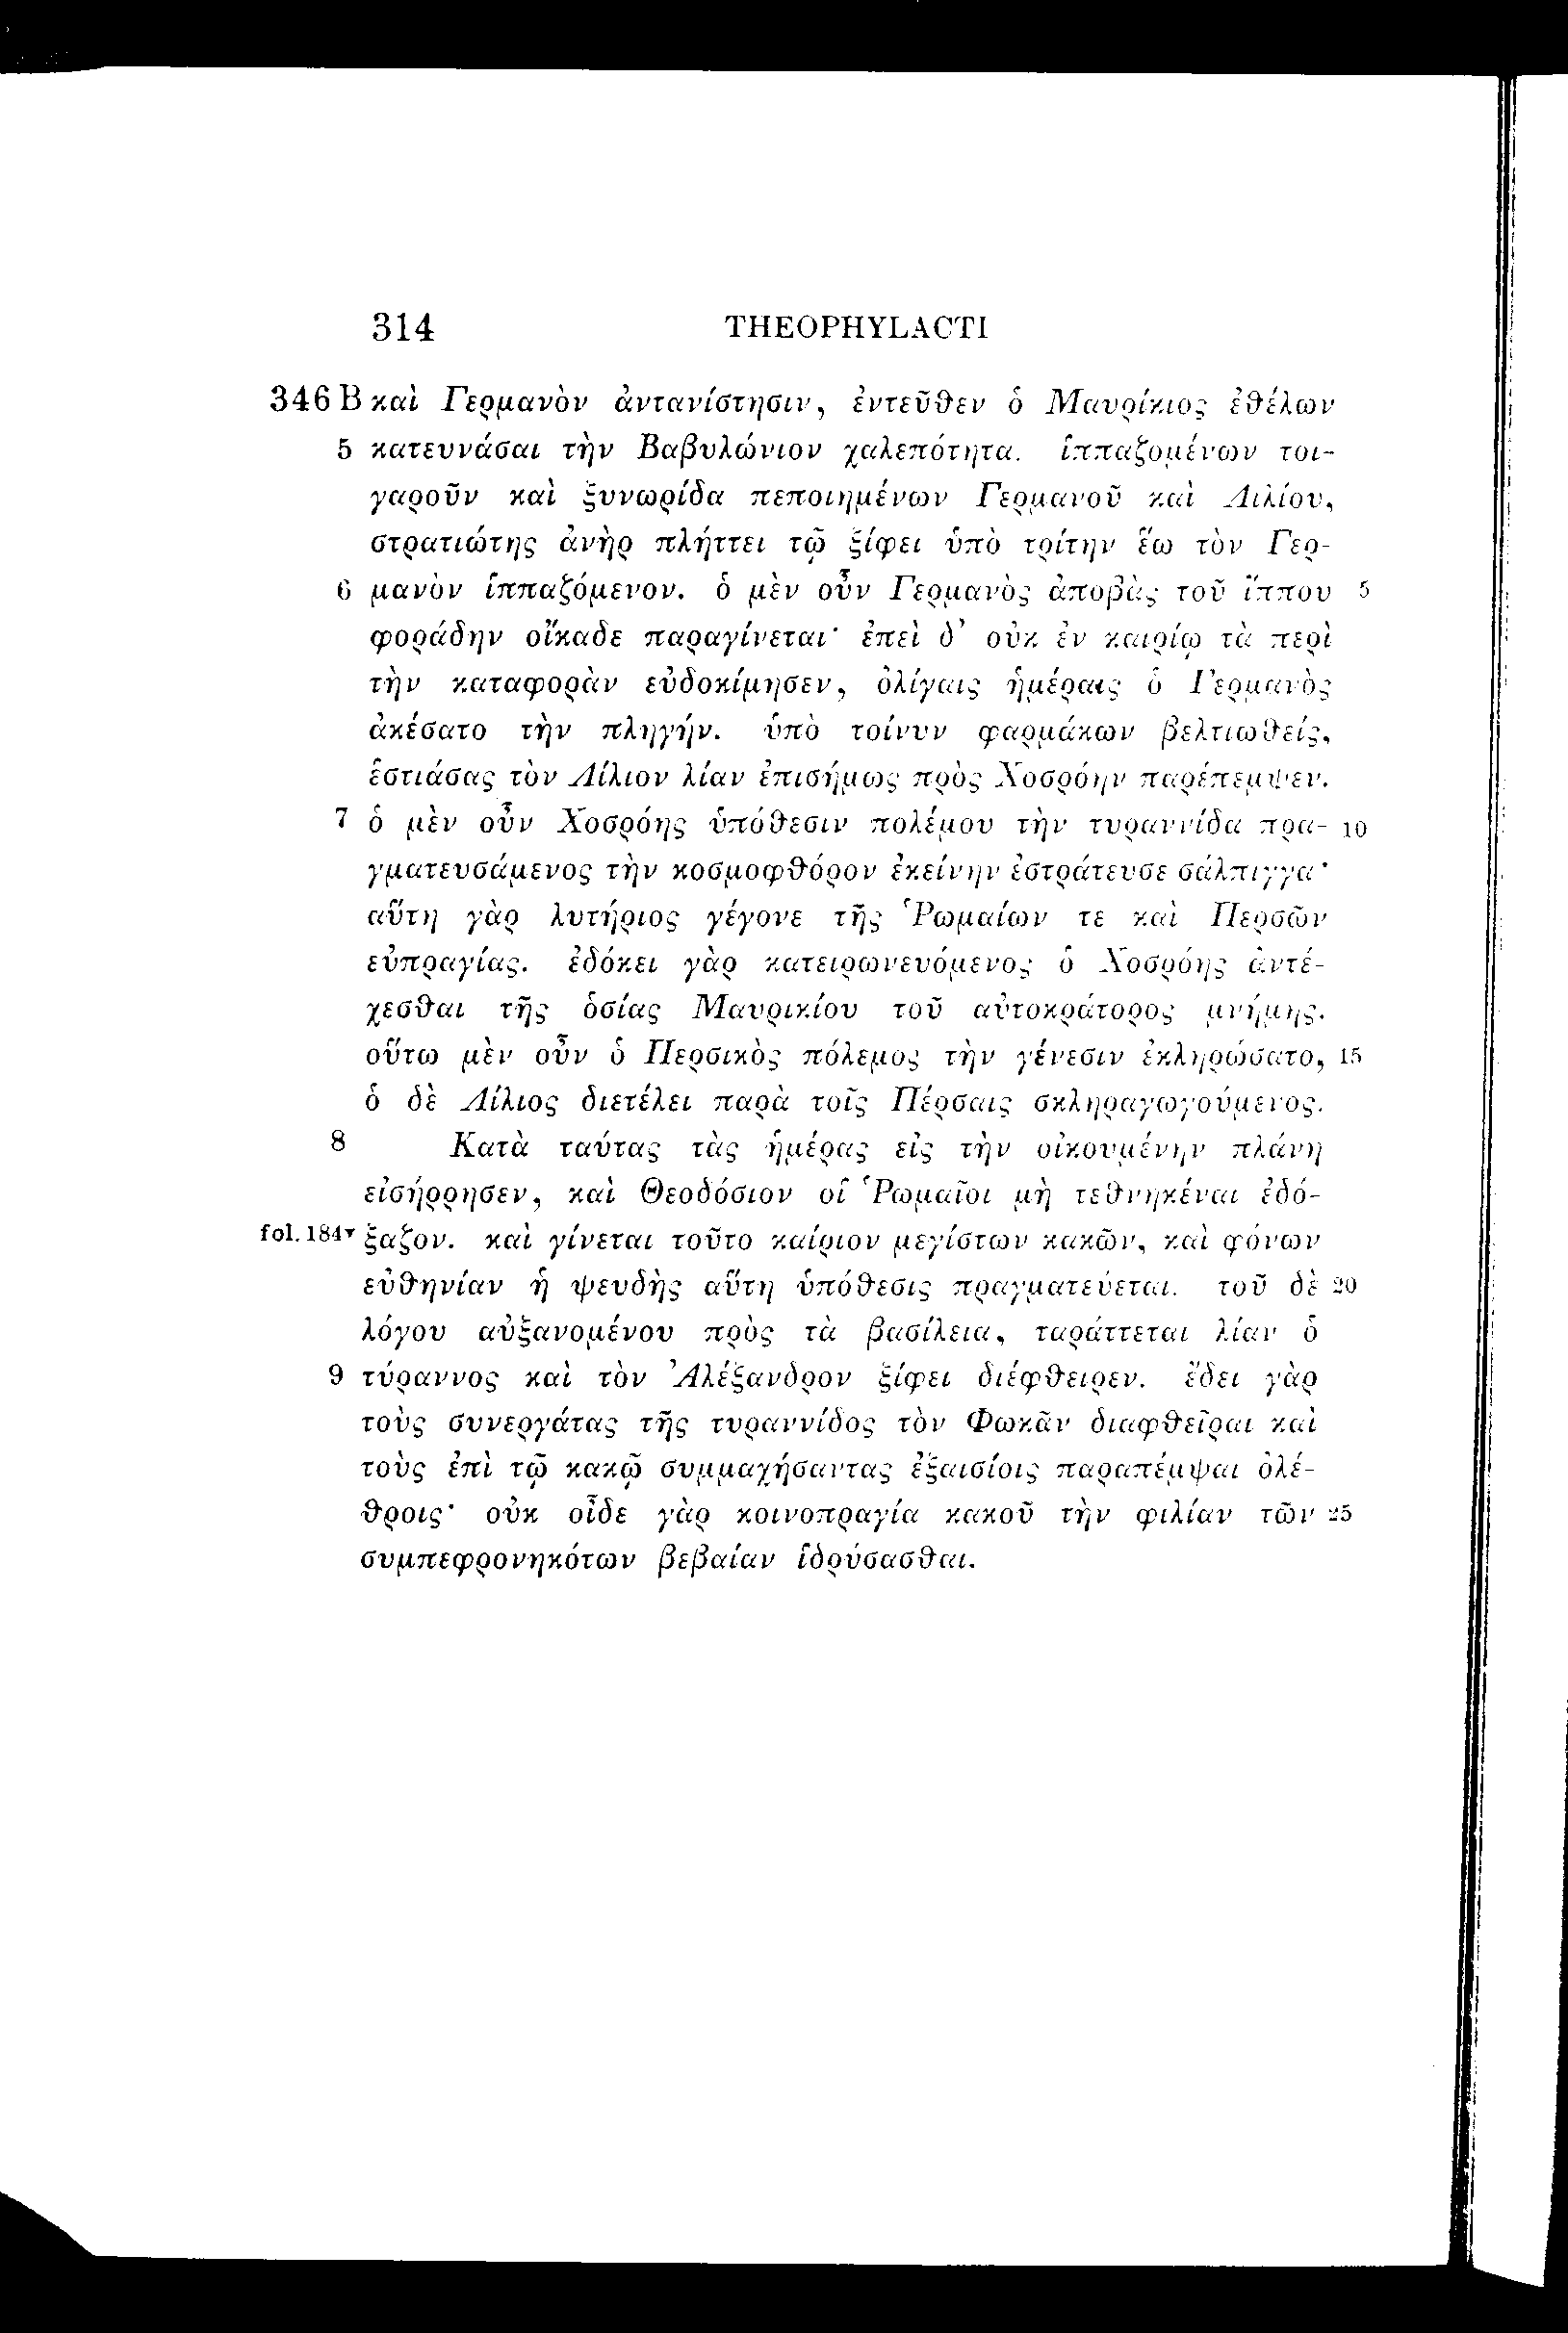 314 THEOPHYLACTI
346 B καὶ Γερμανὸν ἀντανίστησιν, ἐντεῦθεν ὁ Μαυρίκιος ἐθέλων
5 κατευνάσαι τὴν Βαβυλώνιον χαλεπότητα. ἱππαζομένων τοι-
γαροῦν καὶ ξυνωρίδα πεποιημένων Γερμανοῦ καὶ Λιλίου,
στρατιώτης ἀνὴρ πλήττει τῷ ξίφει ὑπὸ τρίτην ἕω τὸν Γερ-
6 μανὸν ἱππαζόμενον. ὁ μὲν οὖν Γερμανὸς ἀποβὰς τοῦ ἵππου 5
φοράδην οἴκαδε παραγίνεται· ἐπεὶ δ' οὐκ ἐν καιρίῳ τὰ περὶ
τὴν καταφορὰν εὐδοκίμησεν, ὀλίγαις ἡμέραις ὁ Γερμανὸς
ἀκέσατο τὴν πληγήν. ὑπὸ τοίνυν φαρμάκων βελτιωθείς,
ἑστιάσας τὸν Λίλιον λίαν ἐπισήμως πρὸς Χοσρόην παρέπεμψεν.
7 ὁ μὲν οὖν Χοσρόης ὑπόθεσιν πολέμου τὴν τυραννίδα πρα- 10
γματευσάμενος τὴν κοσμοφθόρον ἐκείνην ἐστράτευσε σάλπιγγα·
αὕτη γὰρ λυτήριος γέγονε τῆς Ῥωμαίων τε καὶ Περσῶν
εὐπραγίας. ἐδόκει γὰρ κατειρωνευόμενος ὁ Χοσρόης ἀντέ-
χεσθαι τῆς ὁσίας Μαυρικίου τοῦ αὐτοκράτορος μνήμης.
οὕτω μὲν οὖν ὁ Περσικὸς πόλεμος τὴν γένεσιν ἐκληρώσατο, 15
ὁ δὲ Λίλιος διετέλει παρὰ τοῖς Πέρσαις σκληραγωγούμενος.
8 Κατὰ ταύτας τὰς ἡμέρας εἰς τὴν οἰκουμένην πλάνη
εἰσήρρησεν, καὶ Θεοδόσιον οἱ Ῥωμαῖοι μὴ τεθνηκέναι ἐδό-
fol. 184v ξαζον. καὶ γίνεται τοῦτο καίριον μεγίστων κακῶν, καὶ φόνων
εὐθηνίαν ἡ ψευδὴς αὕτη ὑπόθεσις πραγματεύεται. τοῦ δὲ 20
λόγου αὐξανομένου πρὸς τὰ βασίλεια, ταράττεται λίαν ὁ
9 τύραννος καὶ τὸν Ἀλέξανδρον ξίφει διέφθειρεν. ἔδει γὰρ
τοὺς συνεργάτας τῆς τυραννίδος τὸν Φωκᾶν διαφθεῖραι καὶ
τοὺς ἐπὶ τῷ κακῷ συμμαχήσαντας ἐξαισίοις παραπέμψαι ὀλέ-
θροις· οὐκ οἶδε γὰρ κοινοπραγία κακοῦ τὴν φιλίαν τῶν 25
συμπεφρονηκότων βεβαίαν ἱδρύσασθαι.